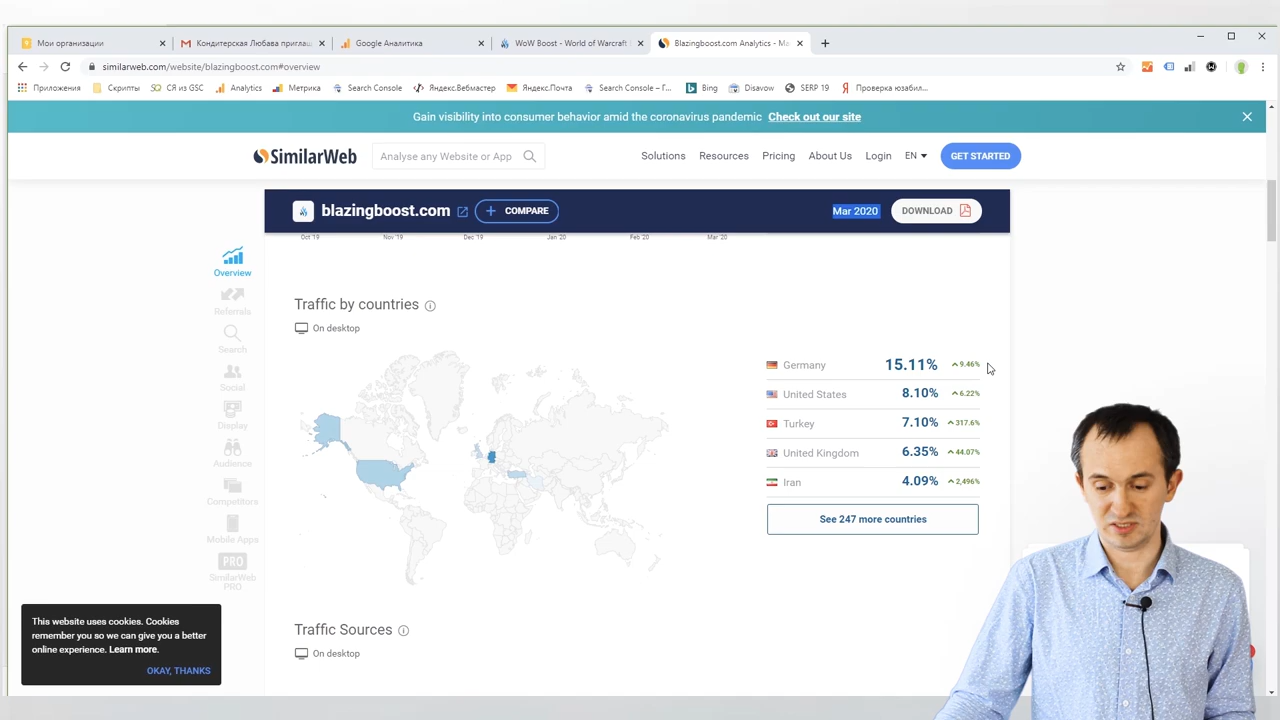 Мои организации
Кондитерская Любава приглаш
Google Аналитика
WoW Boost - World of Warcraft
Blazingboost.com Analytics - Ma
similarweb.com/website/blazingboost.com#overview
Приложения
Скрипты
СЯ из GSC
Analytics
Метрика
Search Console
Яндекс.Вебмастер
Яндекс.Почта
Search Console – Г...
Bing
Disavow
SERP 19
Проверка юзабил...
Gain visibility into consumer behavior amid the coronavirus pandemic Check out our site
SimilarWeb
Analyse any Website or App
Solutions
Resources
Pricing
About Us
Login
EN
GET STARTED
blazingboost.com
COMPARE
Mar 2020
DOWNLOAD
Oct '19
Nov '19
Dec '19
Jan '20
Feb '20
Mar '20
Overview
Referrals
Search
Social
Display
Audience
Competitors
Mobile Apps
PRO
SimilarWeb
PRO
Traffic by countries
On desktop
Germany 15.11% 9.46%
United States 8.10% 6.22%
Turkey 7.10% 317.6%
United Kingdom 6.35% 44.07%
Iran 4.09% 2,496%
See 247 more countries
Traffic Sources
On desktop
This website uses cookies. Cookies
remember you so we can give you a better
online experience. Learn more.
OKAY, THANKS